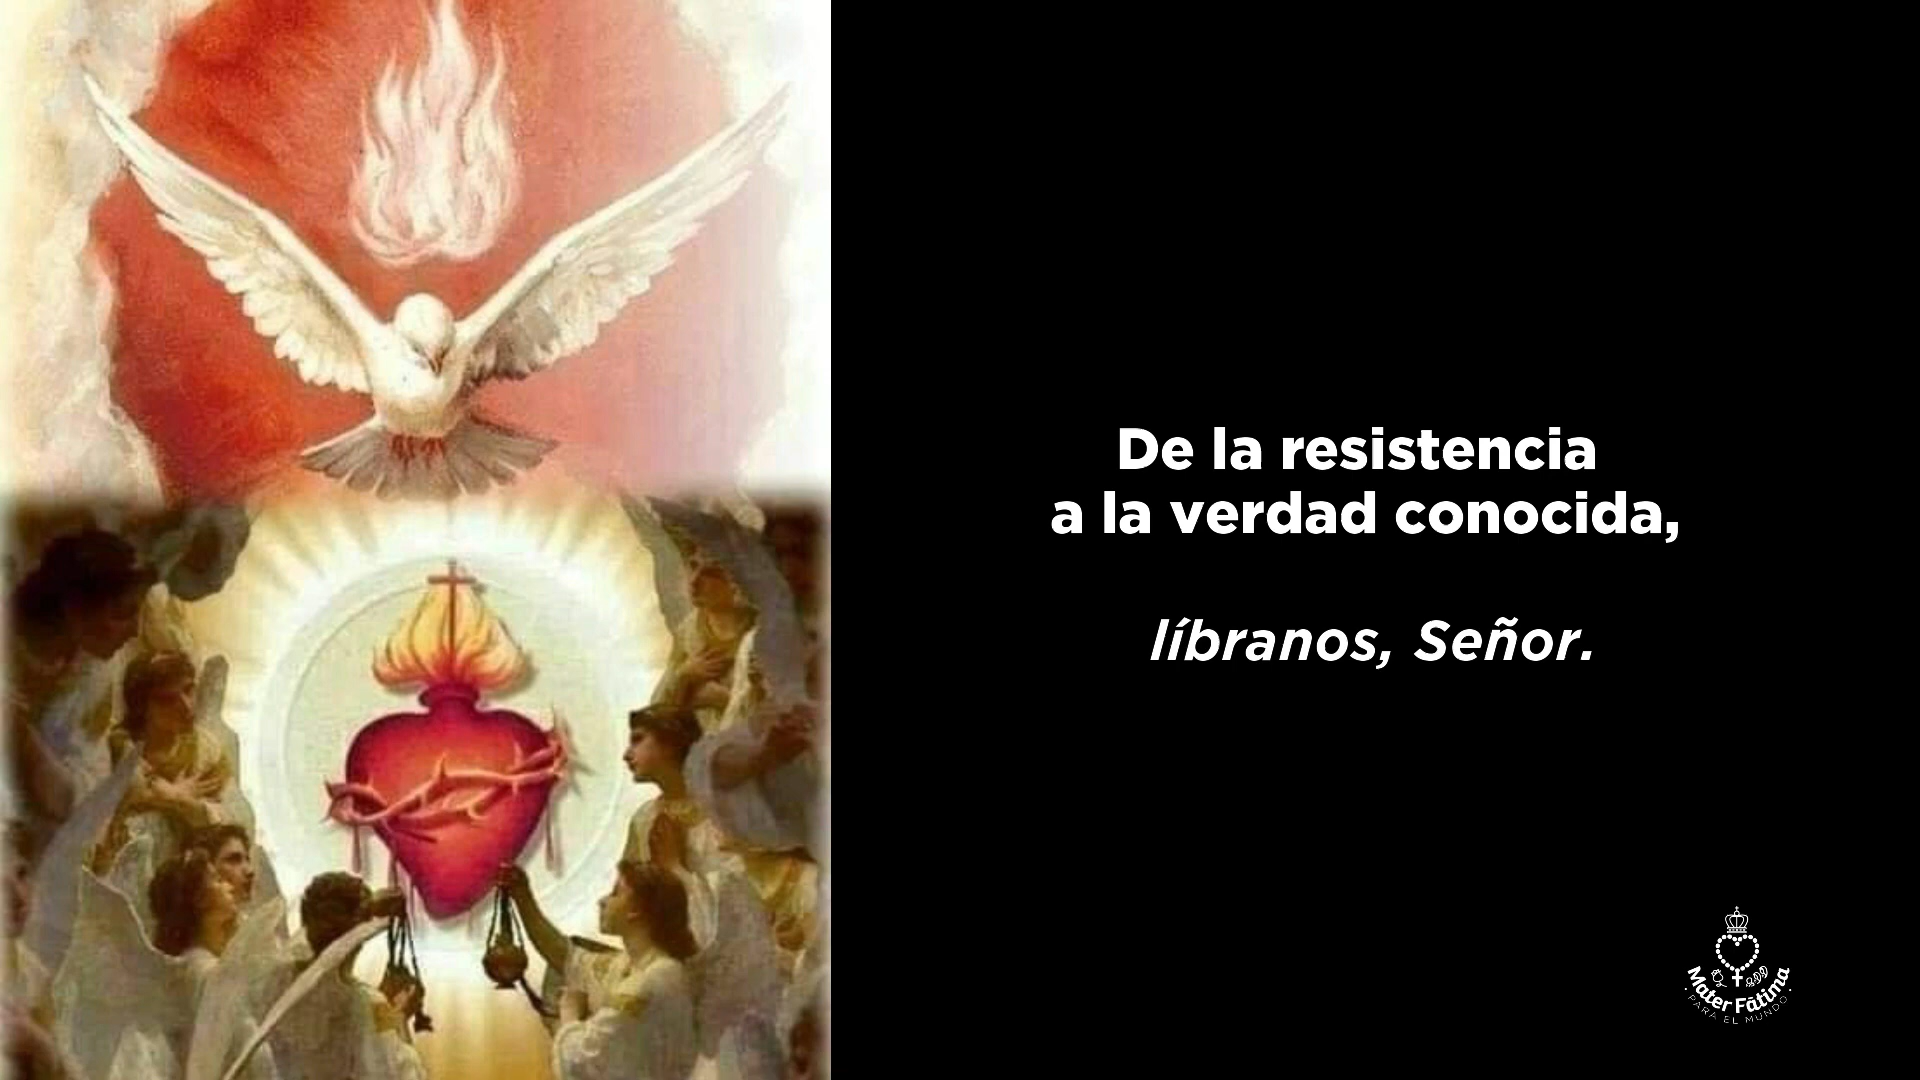 De la resistencia
a la verdad conocida,
líbranos, Señor.
Mater Fátima
PARA EL MUNDO